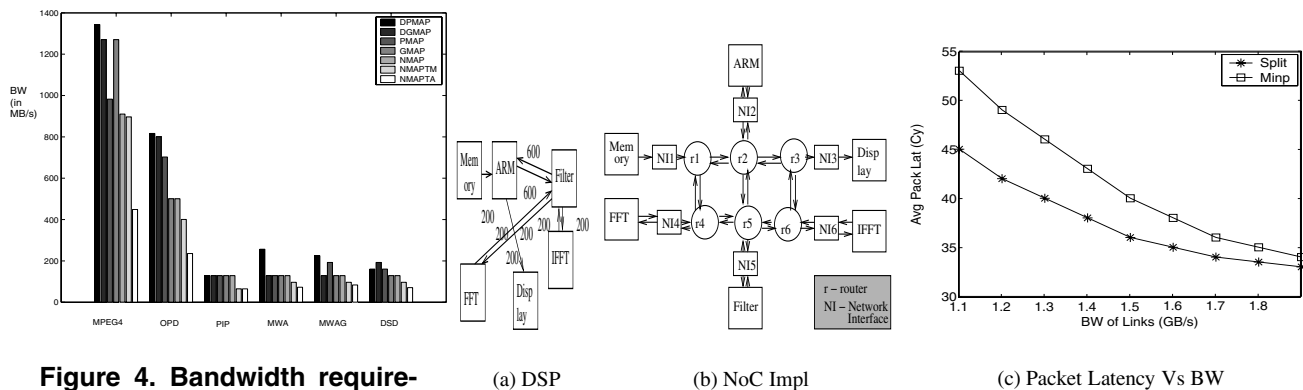 BW
(in
MB/s)
1400
1200
1000
800
600
400
200
0
MPEG4
OPD
PIP
MWA
MWAG
DSD
DPMAP
DGMAP
PMAP
GMAP
NMAP
NMAPTM
NMAPTA
Figure 4. Bandwidth require-
Mem
ory
ARM
Filter
600
600
200
200
200
200
200
FFT
Disp
lay
IFFT
(a) DSP
ARM
NI2
Mem
ory
NI1
r1
r2
r3
NI3
Disp
lay
FFT
NI4
r4
r5
r6
NI6
IFFT
NI5
Filter
r – router
NI – Network
Interface
(b) NoC Impl
Avg Pack Lat (Cy)
55
50
45
40
35
30
1.1
1.2
1.3
1.4
1.5
1.6
1.7
1.8
BW of Links (GB/s)
Split
Minp
(c) Packet Latency Vs BW